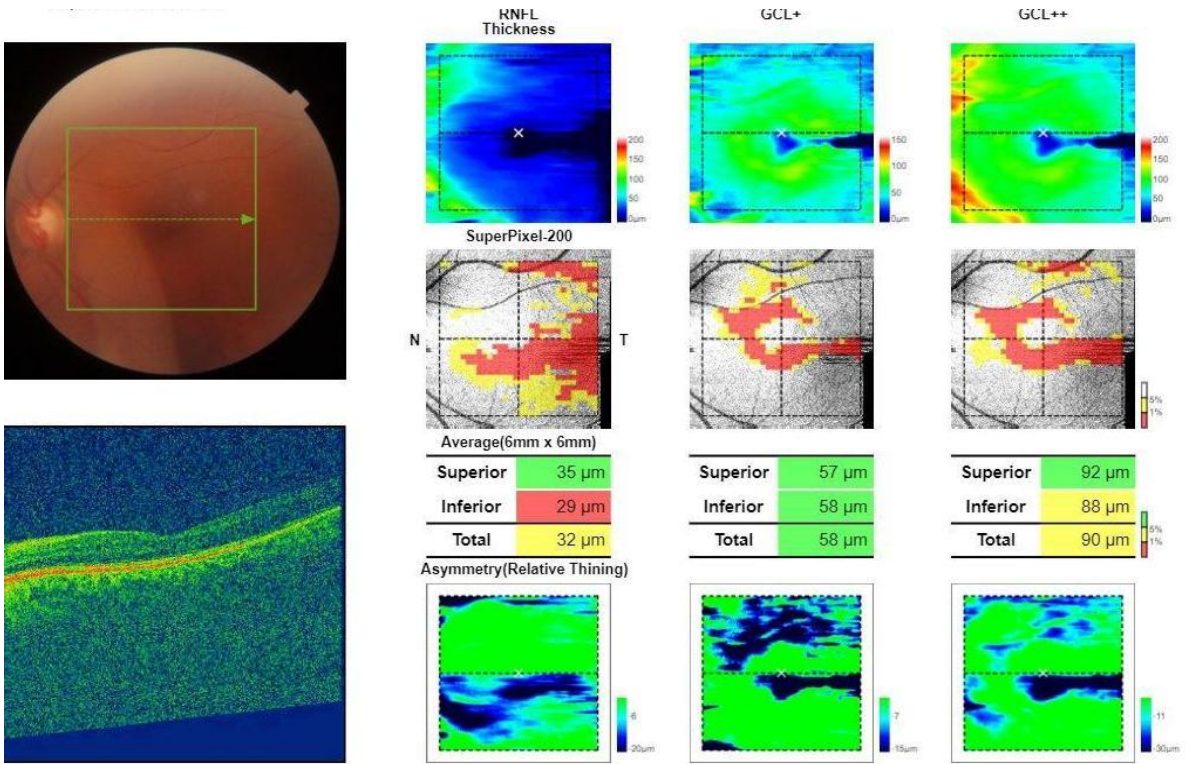 RNFL GCL+ GCL++
Thickness
200 150 200
150 150
100 100 100
50 50 50
0μm 0μm 0μm
SuperPixel-200
N T
5%
1%
Average(6mm x 6mm)
Superior 35 μm Superior 57 μm Superior 92 μm
Inferior 29 μm Inferior 58 μm Inferior 88 μm
Total 32 μm Total 58 μm Total 90 μm
5%
1%
Asymmetry(Relative Thining)
-6 -7 -11
-20μm -15μm -30μm